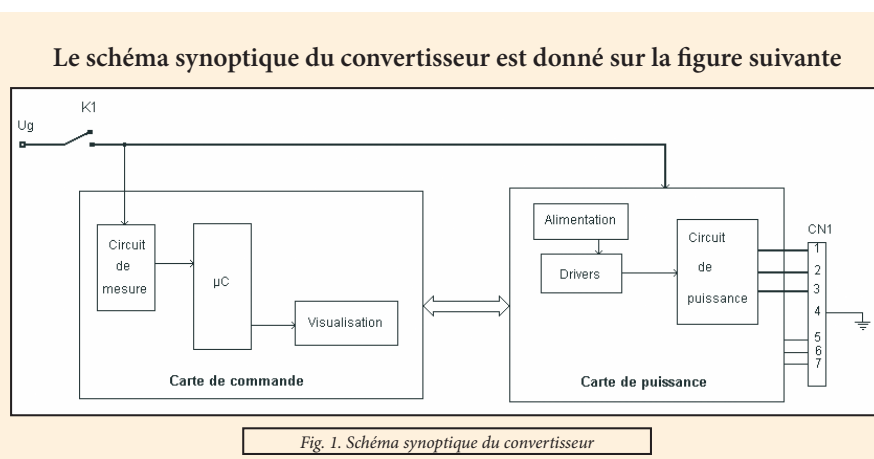 Le schéma synoptique du convertisseur est donné sur la figure suivante
K1
Ug
Circuit
de
mesure
µC
Visualisation
Carte de commande
Alimentation
Drivers
Circuit
de
puissance
Carte de puissance
CN1
1
2
3
4
5
6
7
Fig. 1. Schéma synoptique du convertisseur